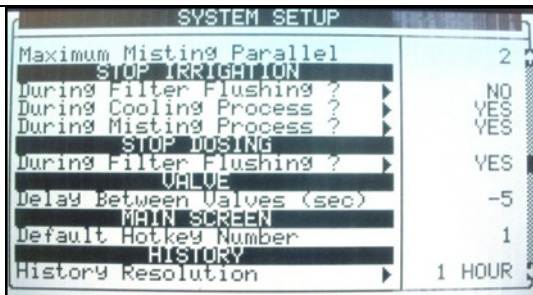 SYSTEM SETUP
Maximum Misting Parallel 2
STOP IRRIGATION
During Filter Flushing ? NO
During Cooling Process ? YES
During Misting Process ? YES
STOP DOSING
During Filter Flushing ? YES
VALVE
Delay Between Valves (sec) -5
MAIN SCREEN
Default Hotkey Number 1
HISTORY
History Resolution 1 HOUR